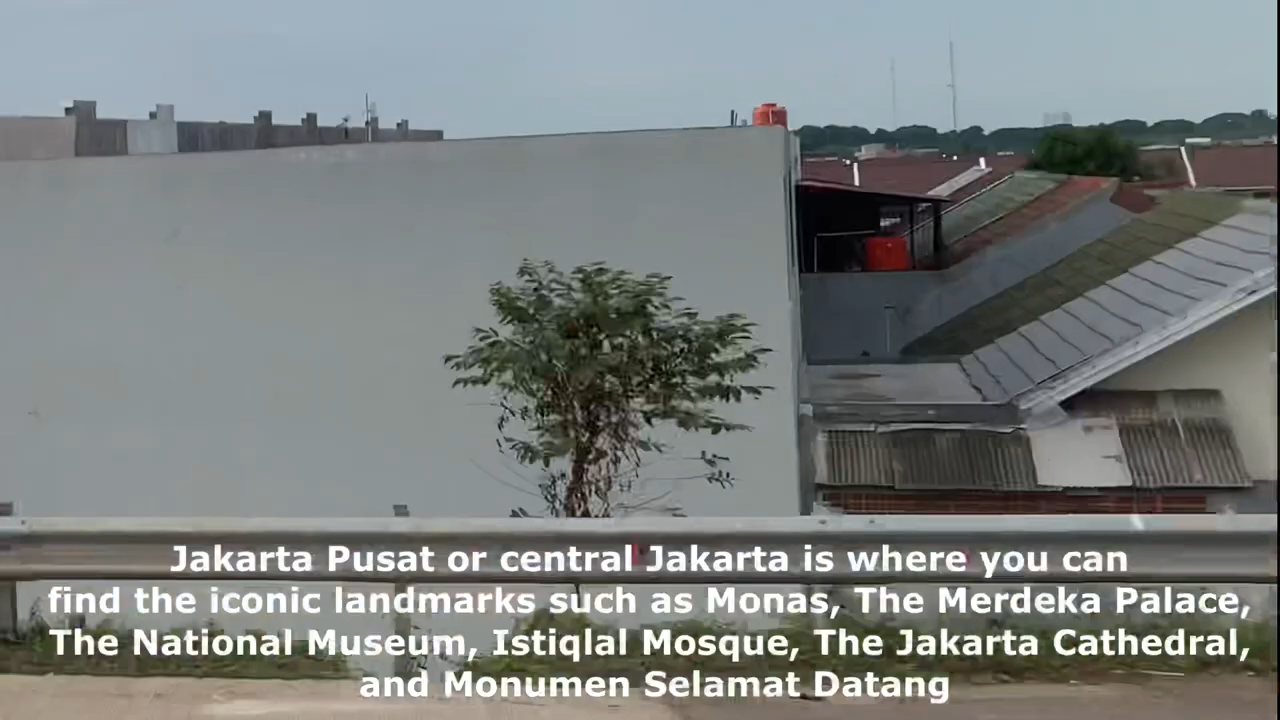 Jakarta Pusat or central Jakarta is where you can
find the iconic landmarks such as Monas, The Merdeka Palace,
The National Museum, Istiqlal Mosque, The Jakarta Cathedral,
and Monumen Selamat Datang